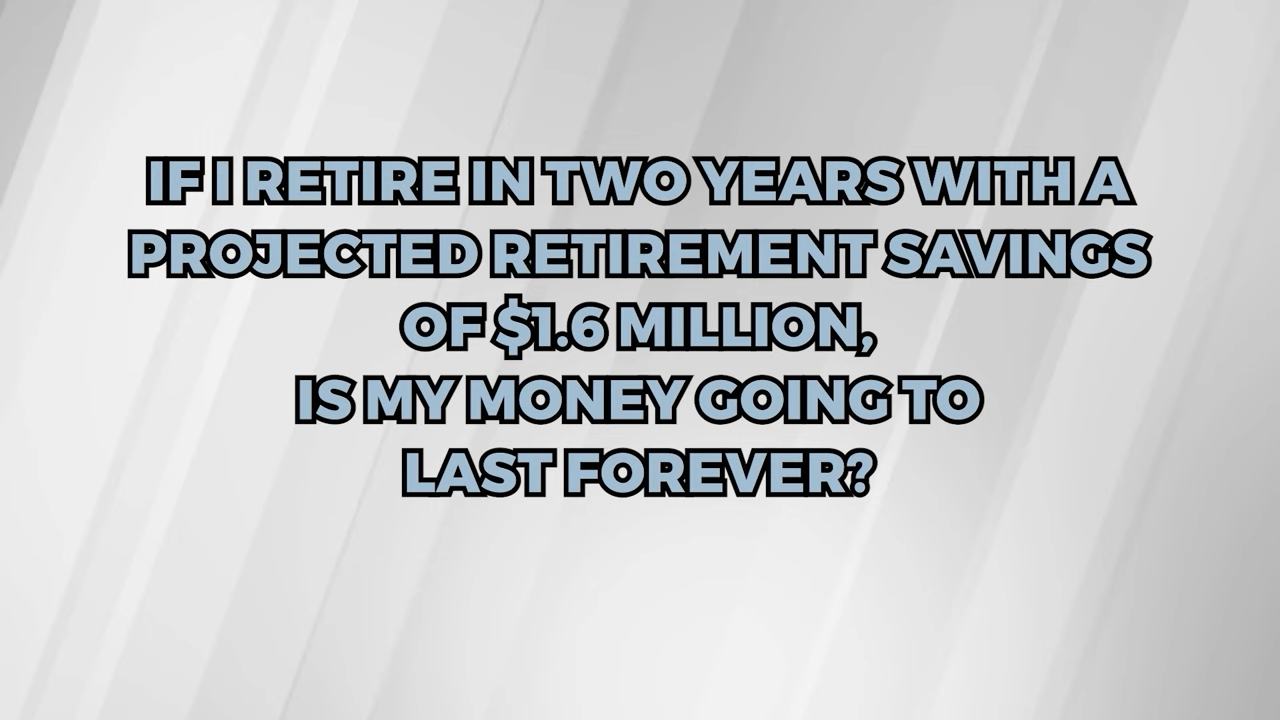 IF I RETIRE IN TWO YEARS WITH A
PROJECTED RETIREMENT SAVINGS
OF $1.6 MILLION,
IS MY MONEY GOING TO
LAST FOREVER?